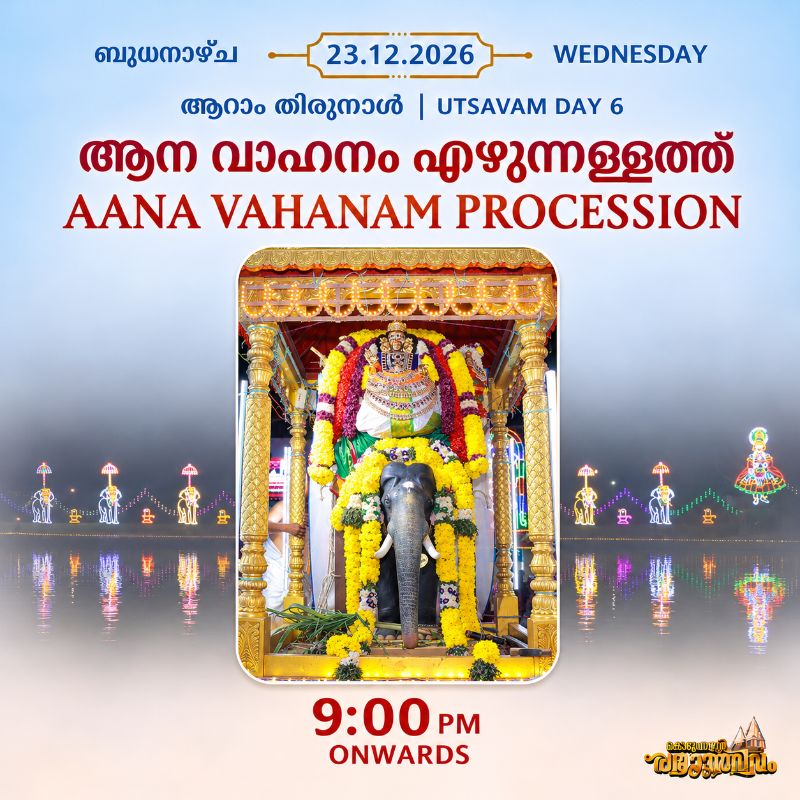 ബുധനാഴ്ച 23.12.2026 WEDNESDAY
ആറാം തിരുനാൾ | UTSAVAM DAY 6
ആന വാഹനം എഴുന്നള്ളത്ത്
AANA VAHANAM PROCESSION
9:00 PM
ONWARDS